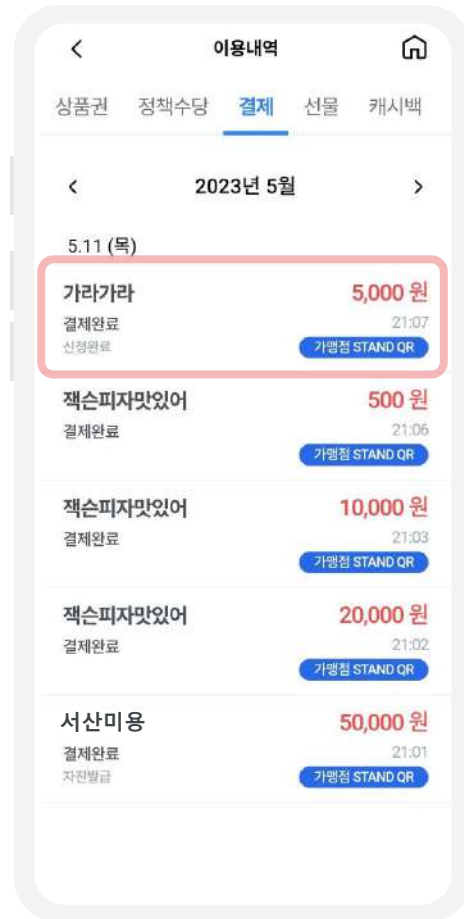 이용내역
상품권 정책수당 결제 선물 캐시백
2023년 5월
5.11 (목)
가라가라 5,000 원
결제완료 21:07
신청완료 가맹점 STAND QR
잭슨피자맛있어 500 원
결제완료 21:06
가맹점 STAND QR
잭슨피자맛있어 10,000 원
결제완료 21:03
가맹점 STAND QR
잭슨피자맛있어 20,000 원
결제완료 21:02
가맹점 STAND QR
서산미용 50,000 원
결제완료 21:01
자진발급 가맹점 STAND QR